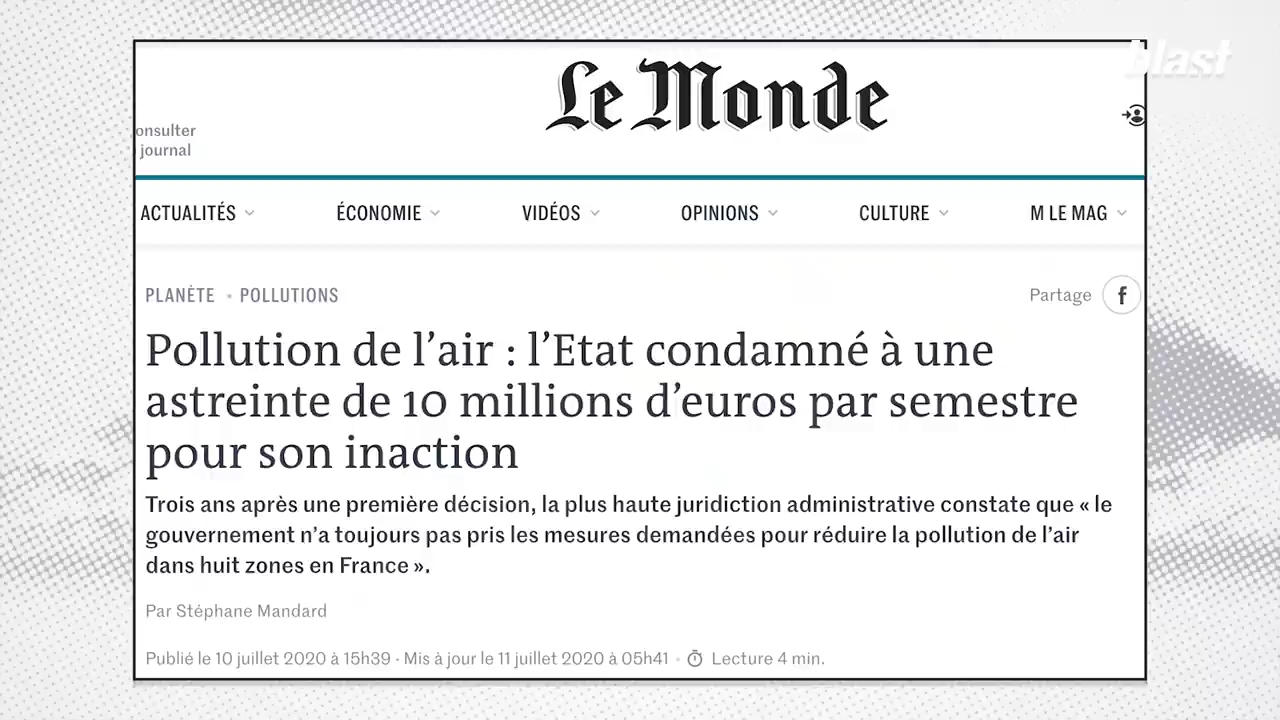 blast
Le Monde
onsulter
journal
ACTUALITÉS
ÉCONOMIE
VIDÉOS
OPINIONS
CULTURE
M LE MAG
PLANÈTE • POLLUTIONS
Partage
Pollution de l’air : l’Etat condamné à une
astreinte de 10 millions d’euros par semestre
pour son inaction
Trois ans après une première décision, la plus haute juridiction administrative constate que « le
gouvernement n’a toujours pas pris les mesures demandées pour réduire la pollution de l’air
dans huit zones en France ».
Par Stéphane Mandard
Publié le 10 juillet 2020 à 15h39 - Mis à jour le 11 juillet 2020 à 05h41 • Lecture 4 min.